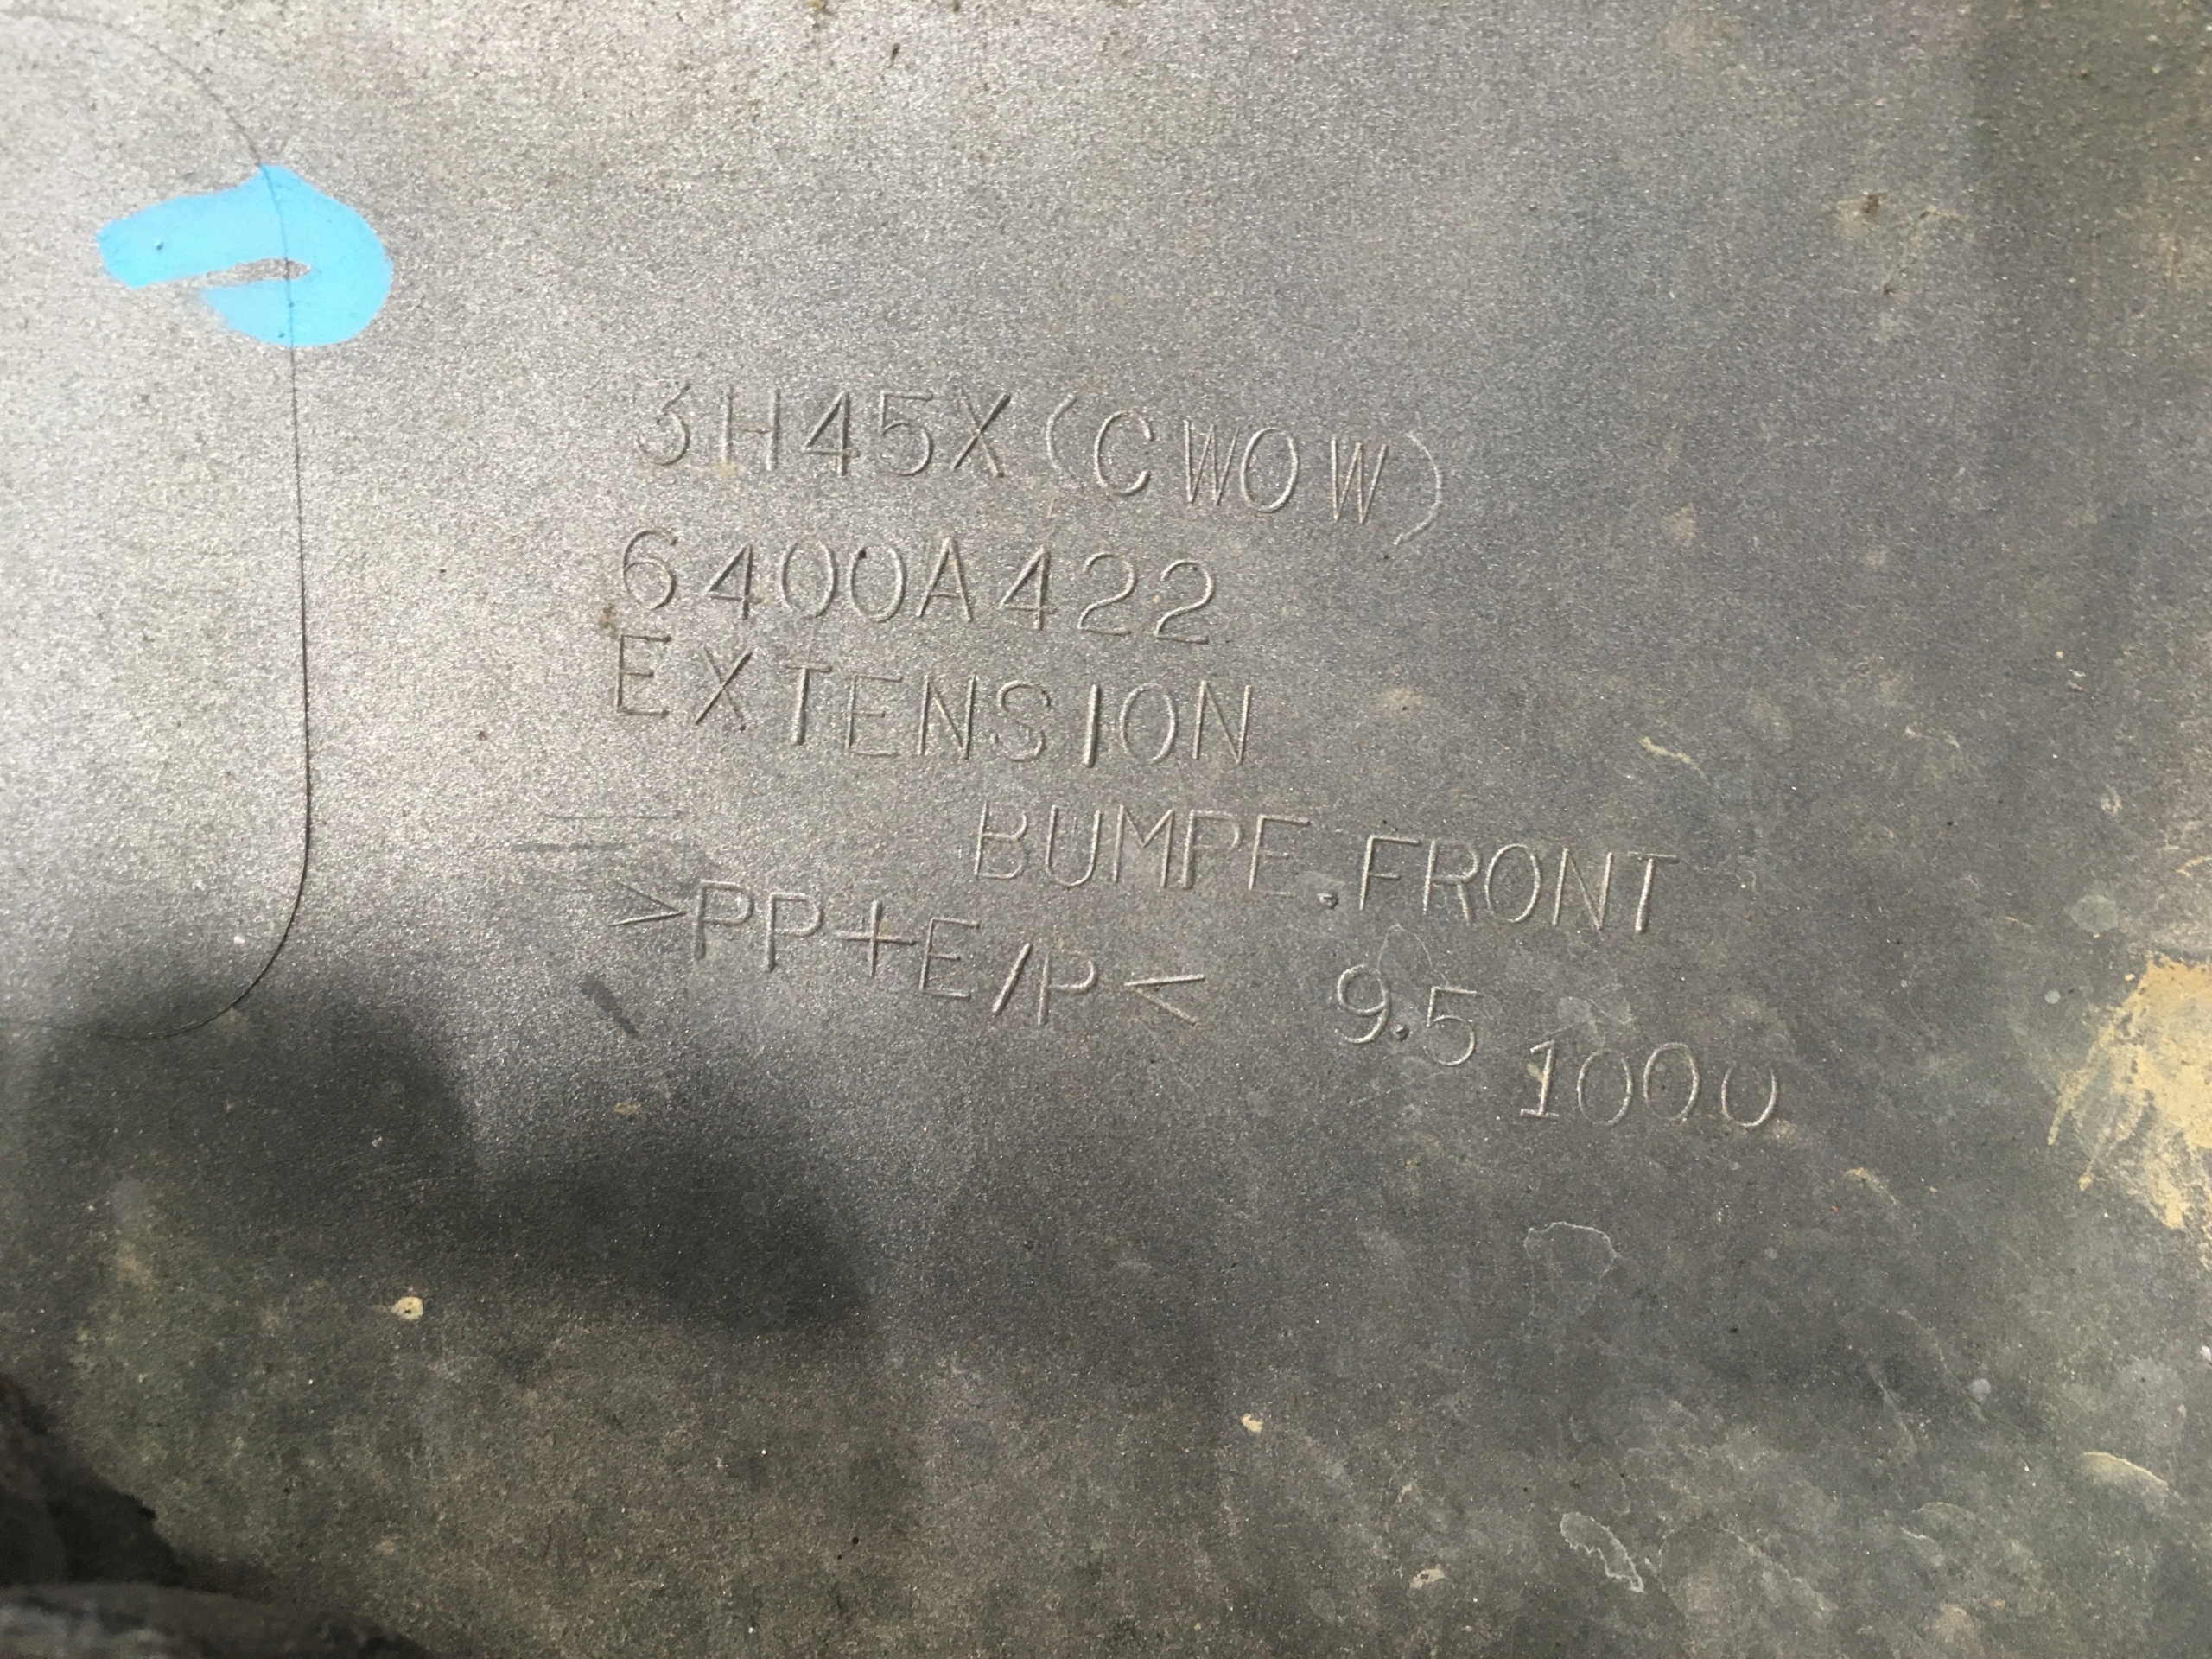 3H45X(CWOW)
6400A422
EXTENSION
BUMPE.FRONT
>PP+E/P< 9.5 1000